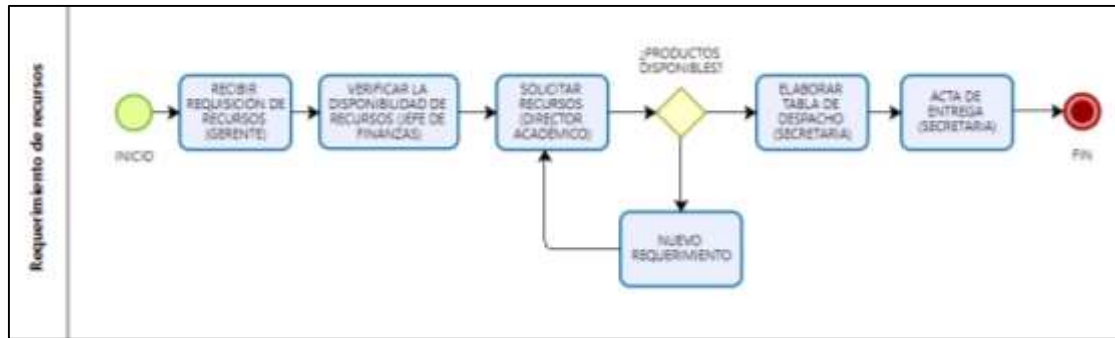 Requerimiento de recursos
INICIO
RECIBIR
REQUISICIÓN DE
RECURSOS
(GERENTE)
VERIFICAR LA
DISPONIBILIDAD DE
RECURSOS (JEFE DE
FINANZAS)
SOLICITAR
RECURSOS
(DIRECTOR
ACADÉMICO)
¿PRODUCTOS
DISPONIBLES?
NUEVO
REQUERIMIENTO
ELABORAR
TABLA DE
DESPACHO
(SECRETARIA)
ACTA DE
ENTREGA
(SECRETARIA)
FIN